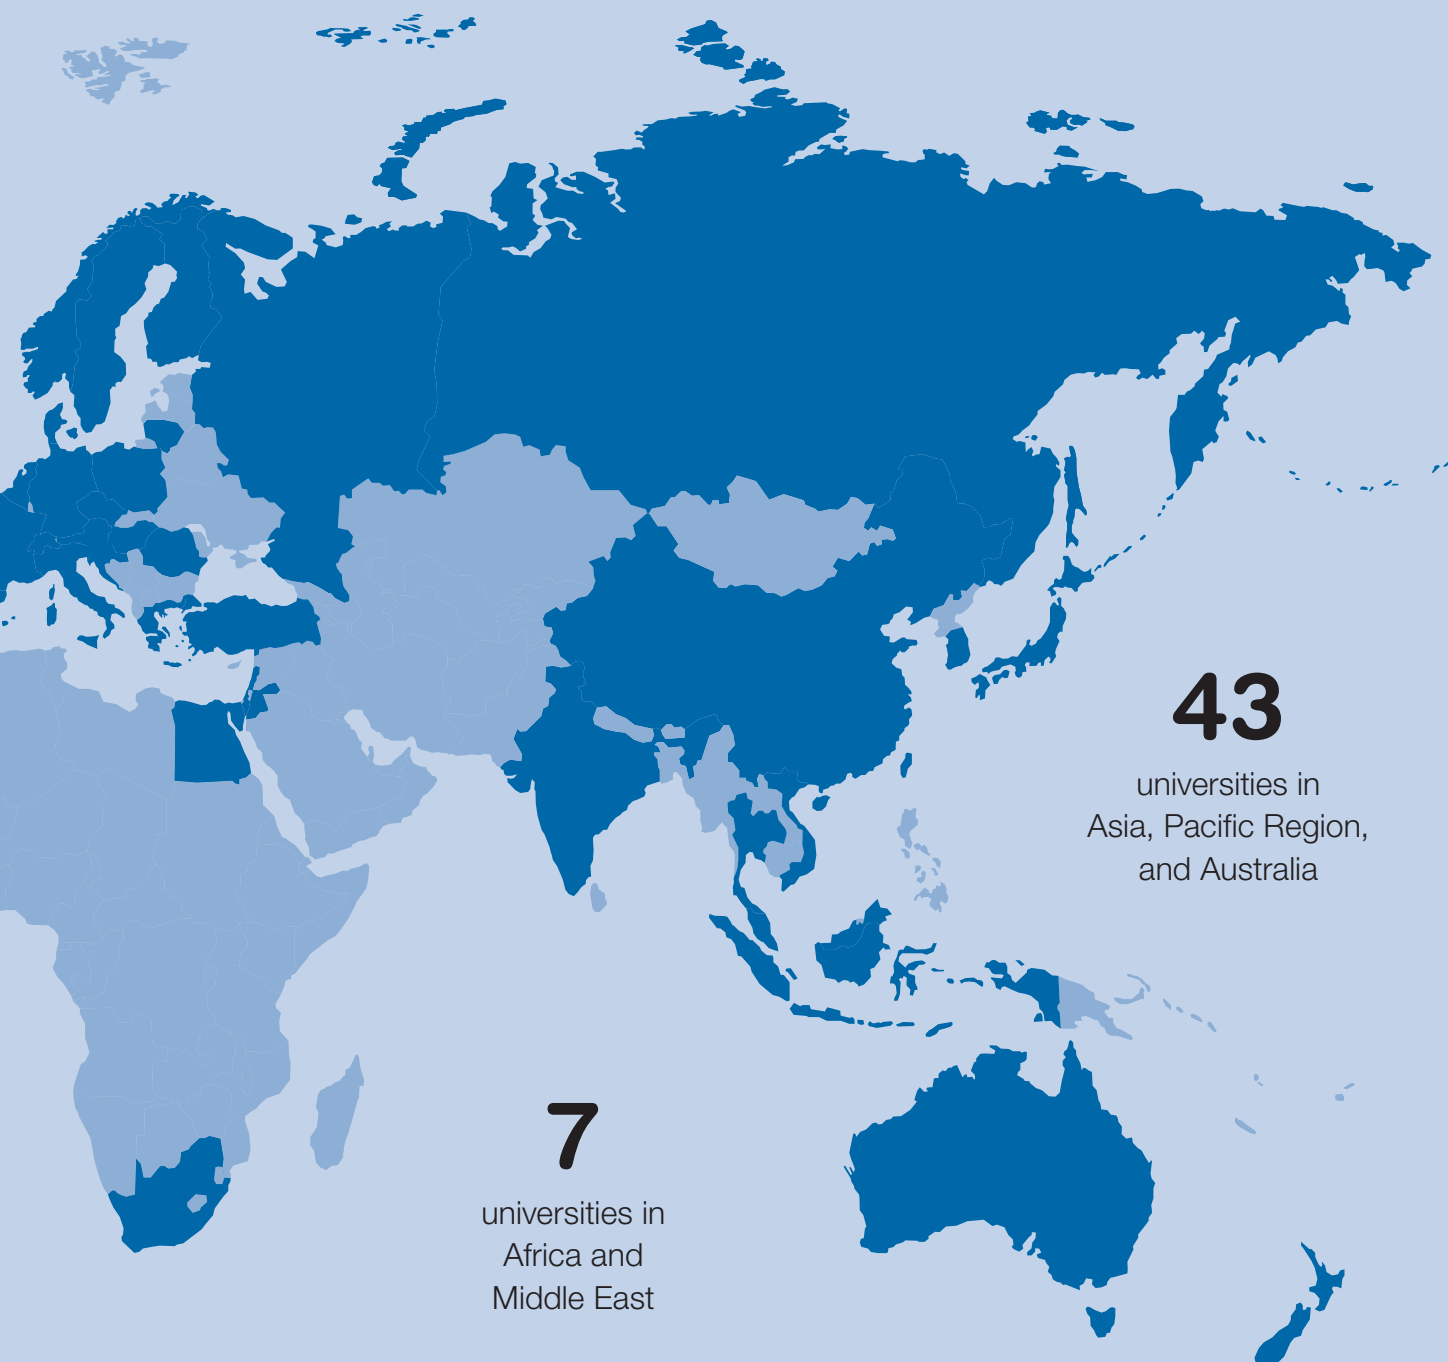 43
universities in
Asia, Pacific Region,
and Australia
7
universities in
Africa and
Middle East